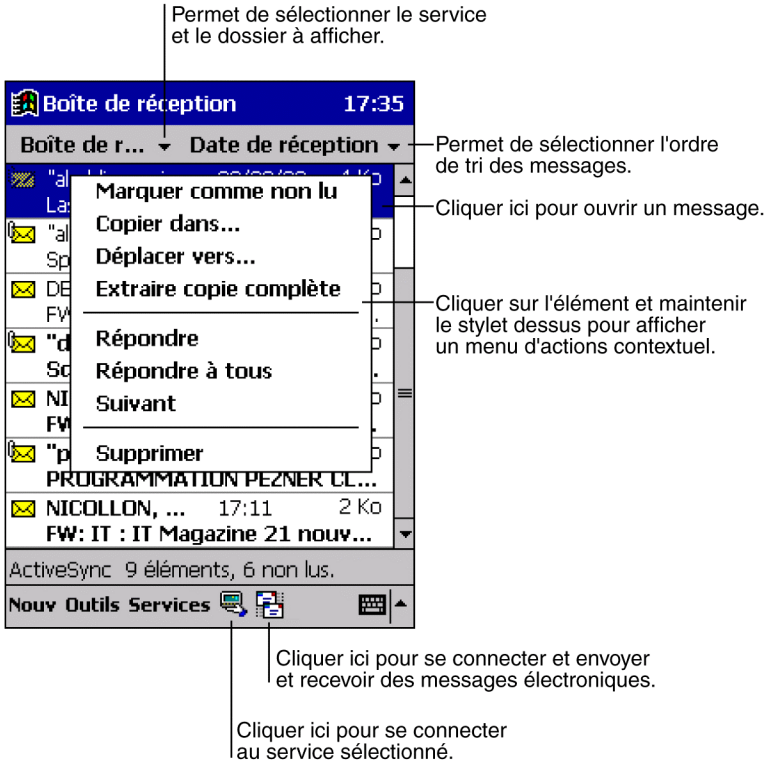 Permet de sélectionner le service
et le dossier à afficher.
Boîte de réception 17:35
Boîte de r... Date de réception
Permet de sélectionner l'ordre
de tri des messages.
Marquer comme non lu
Cliquer ici pour ouvrir un message.
Copier dans...
Déplacer vers...
Extraire copie complète
Cliquer sur l'élément et maintenir
le stylet dessus pour afficher
un menu d'actions contextuel.
Répondre
Répondre à tous
Suivant
Supprimer
PROGRAMMATION PEZNER CL...
NICOLLON, ... 17:11 2 Ko
FW: IT : IT Magazine 21 nouv...
ActiveSync 9 éléments, 6 non lus.
Nouv Outils Services
Cliquer ici pour se connecter et envoyer
et recevoir des messages électroniques.
Cliquer ici pour se connecter
au service sélectionné.